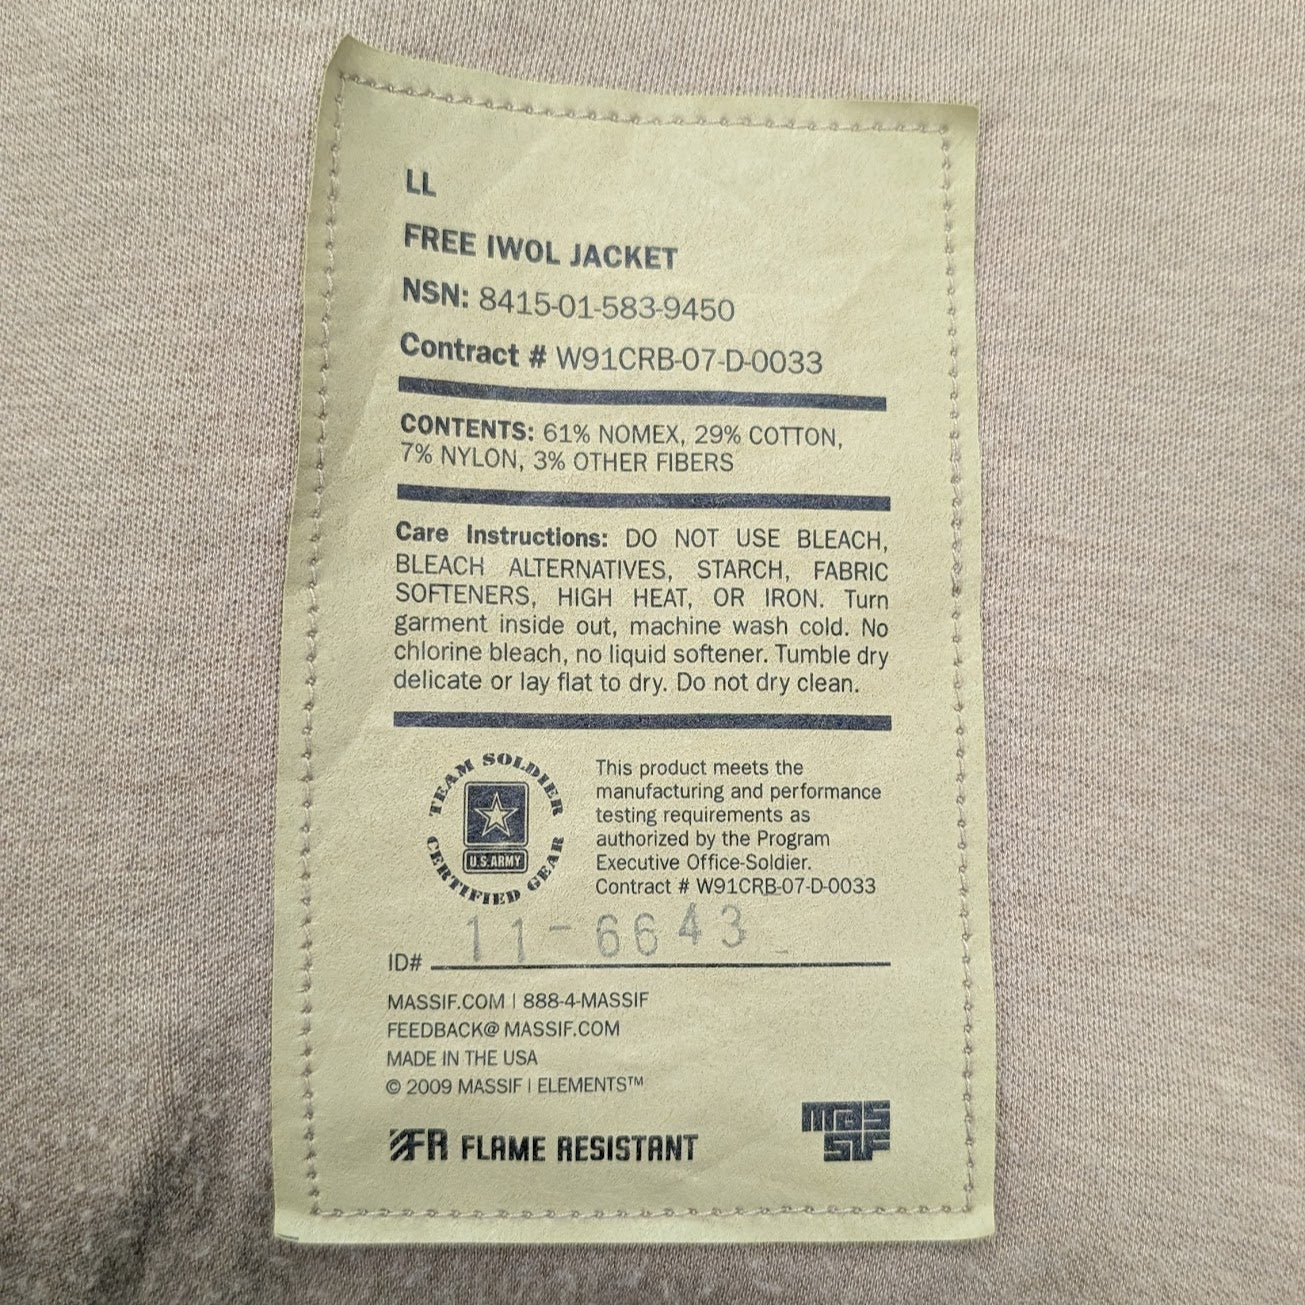 LL
FREE IWOL JACKET
NSN: 8415-01-583-9450
Contract # W91CRB-07-D-0033
CONTENTS: 61% NOMEX, 29% COTTON,
7% NYLON, 3% OTHER FIBERS
Care Instructions: DO NOT USE BLEACH,
BLEACH ALTERNATIVES, STARCH, FABRIC
SOFTENERS, HIGH HEAT, OR IRON. Turn
garment inside out, machine wash cold. No
chlorine bleach, no liquid softener. Tumble dry
delicate or lay flat to dry. Do not dry clean.
TEAM SOLDIER
U.S.ARMY
CERTIFIED GEAR
This product meets the
manufacturing and performance
testing requirements as
authorized by the Program
Executive Office-Soldier.
Contract # W91CRB-07-D-0033
ID# 11-6643
MASSIF.COM | 888-4-MASSIF
FEEDBACK@ MASSIF.COM
MADE IN THE USA
© 2009 MASSIF | ELEMENTS™
FR FLAME RESISTANT
MAS
SIF